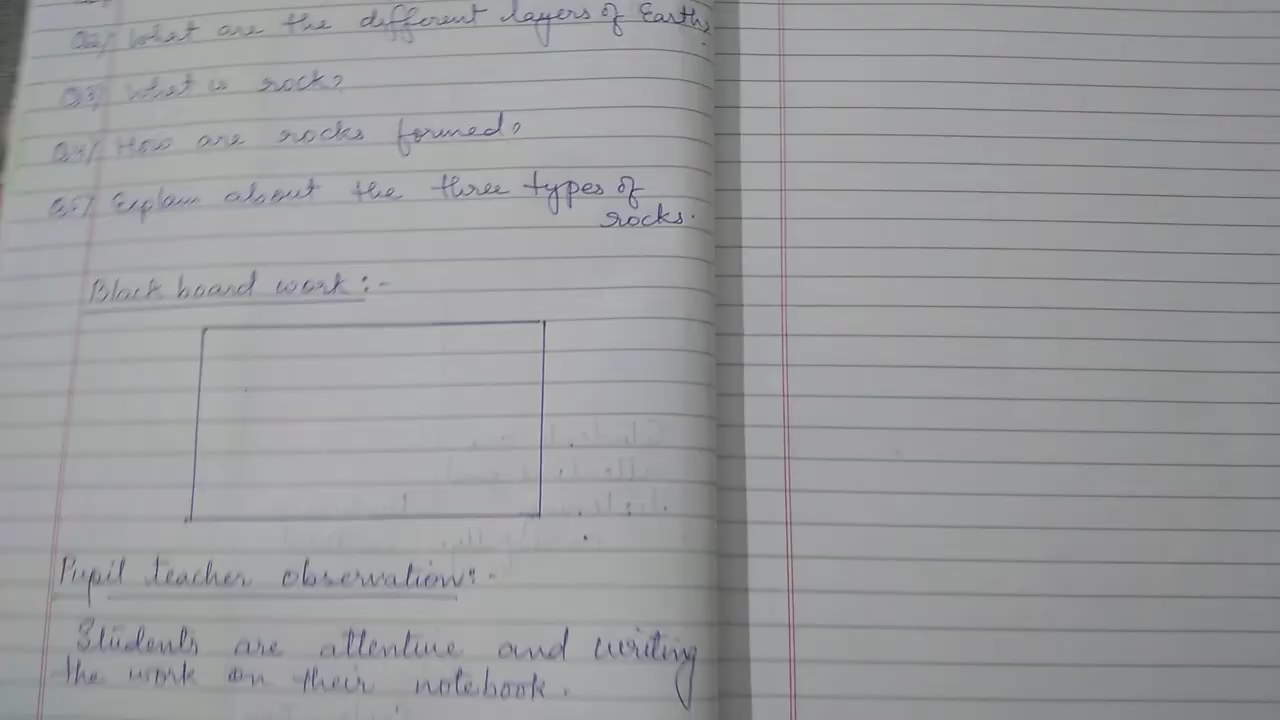 Q2/ What are the different layers of Earth?
Q3/ What is rock?
Q4/ How are rocks formed?
Q5/ Explain about the three types of
rocks.
Black board work :-
Pupil teacher observation :-
Students are attentive and writing
the work on their notebook.